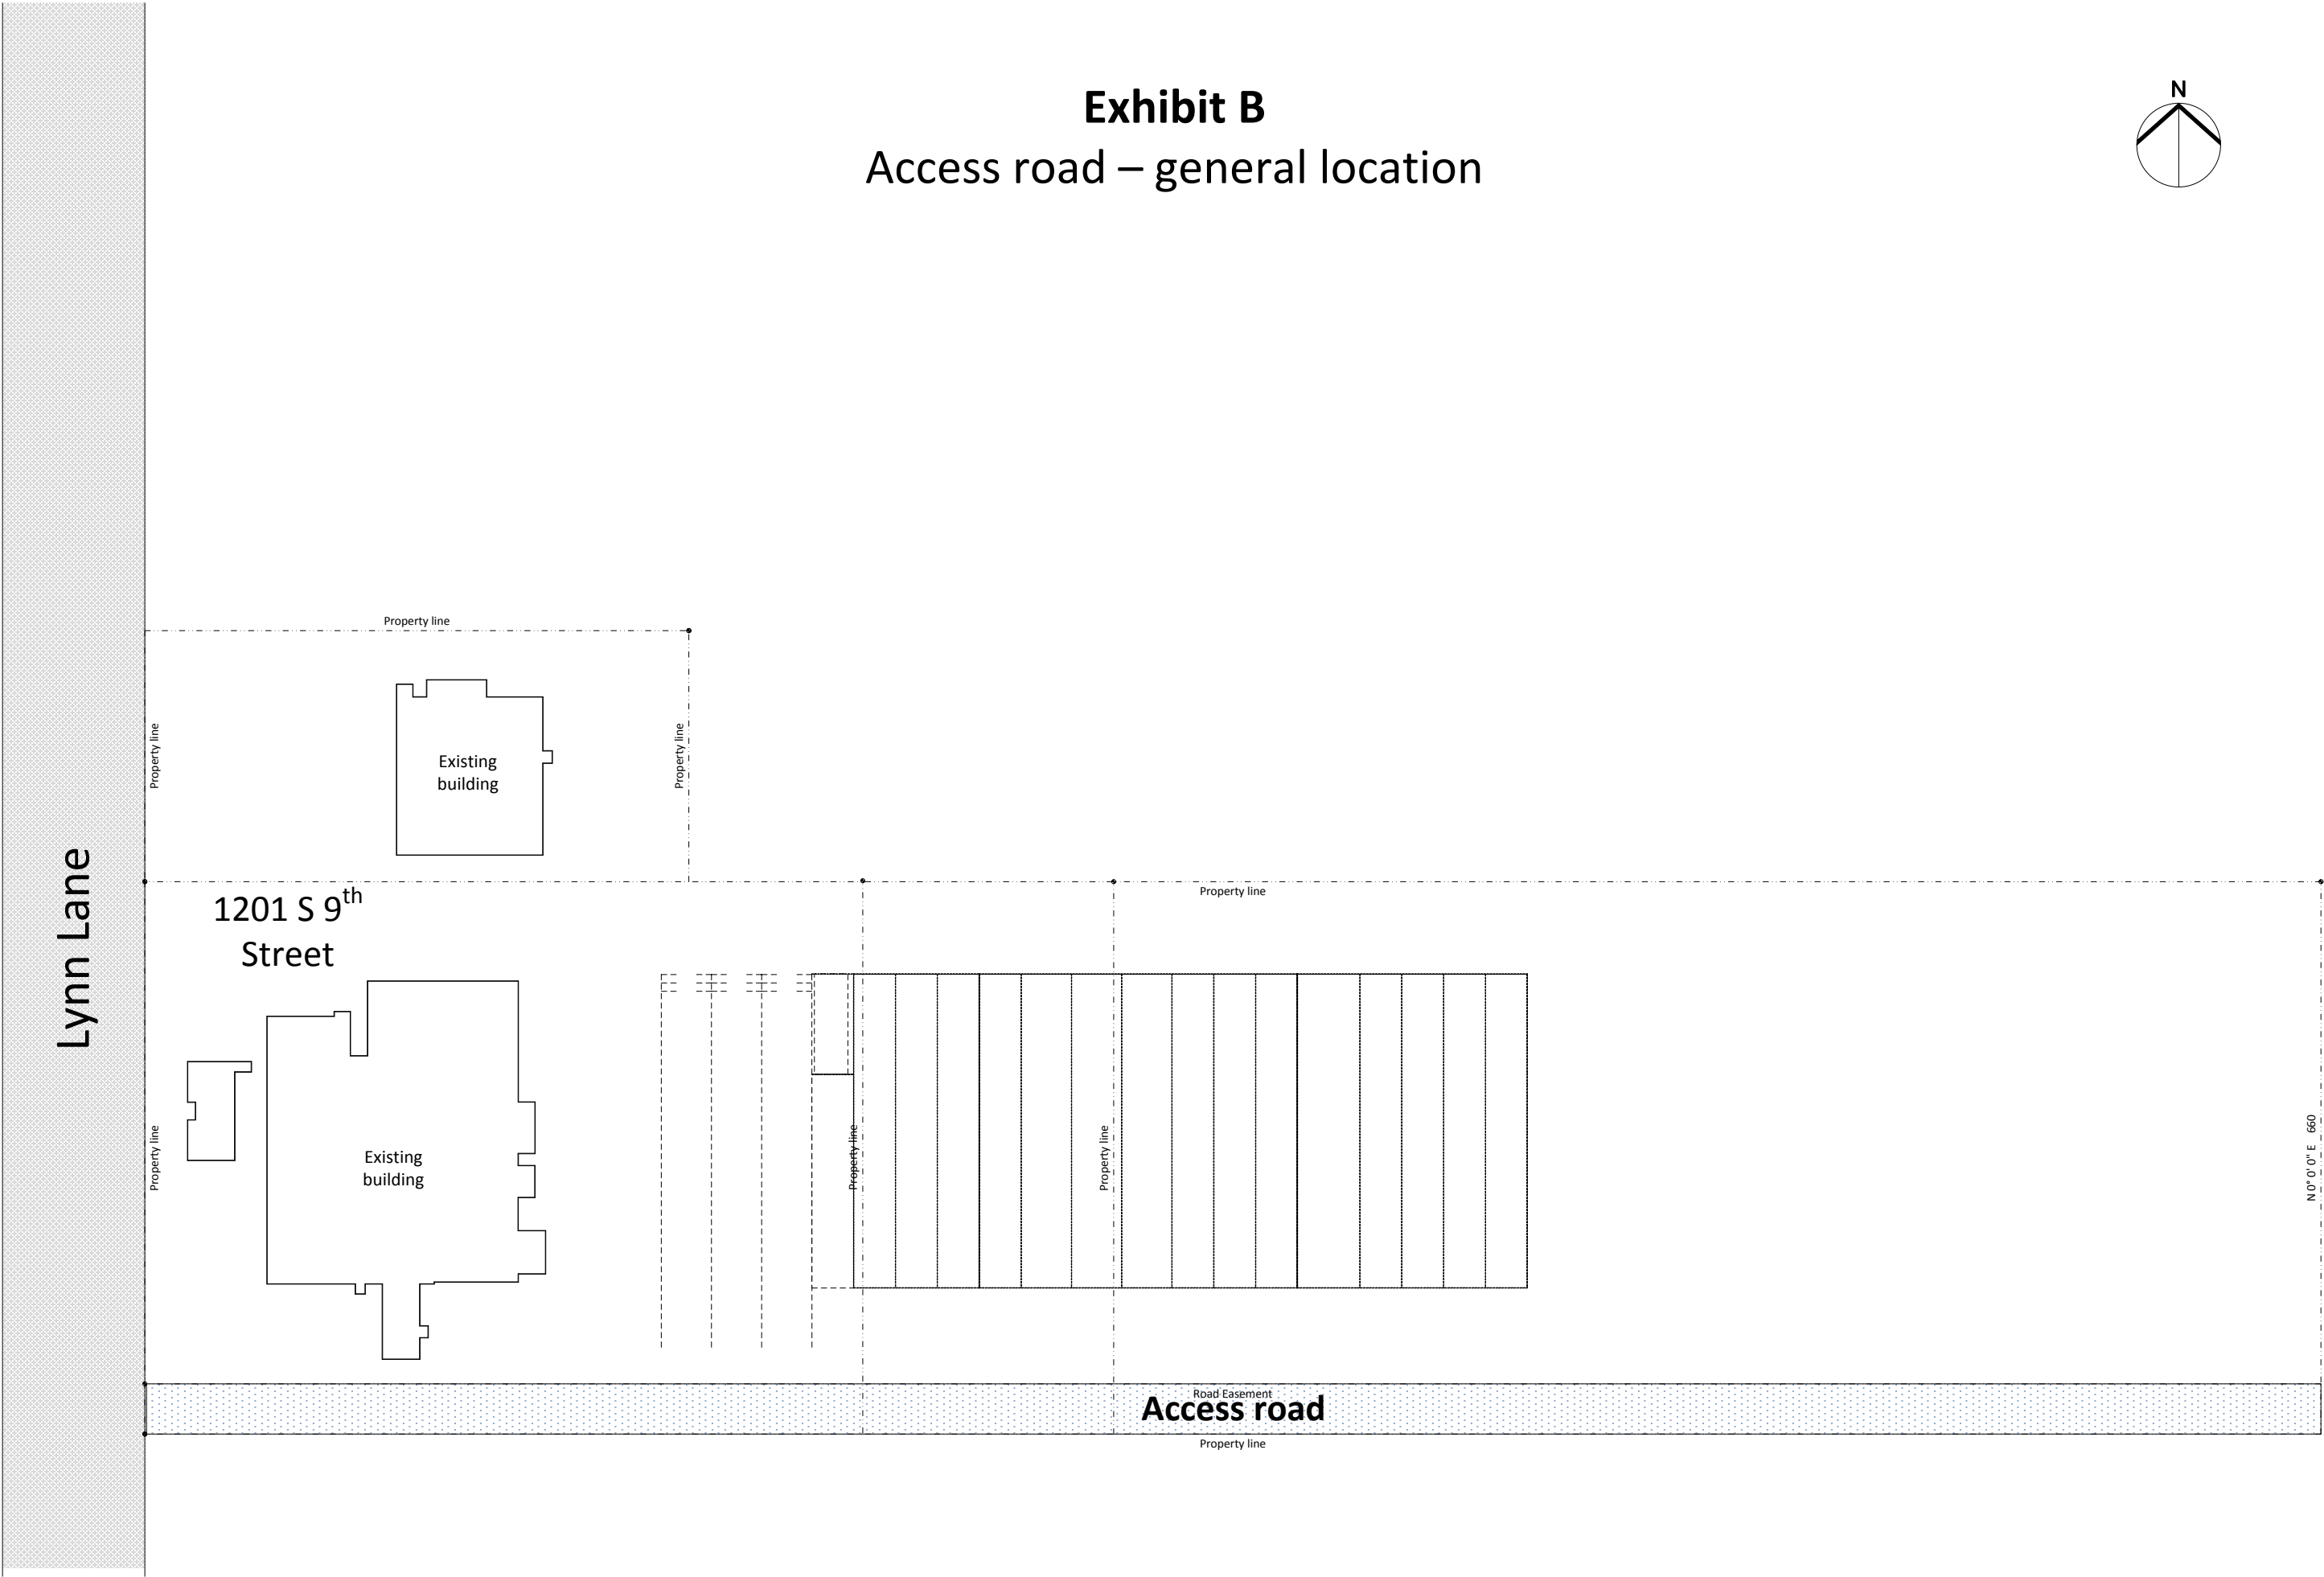 Exhibit B
Access road – general location
N
Property line
Property line
Property line
Existing
building
Lynn Lane
1201 S 9th
Street
Property line
Existing
building
Property line
Property line
Property line
N 0° 0' 0" E 660
Road Easement
Access road
Property line